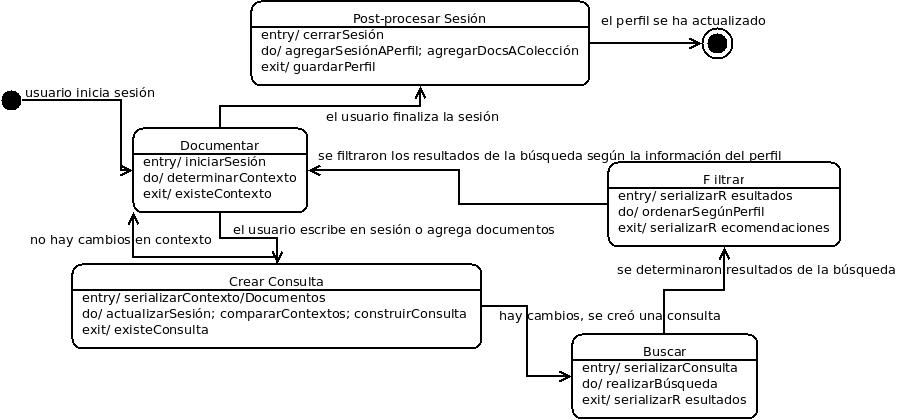 Post-procesar Sesión
entry/ cerrarSesión
do/ agregarSesiónAPerfil; agregarDocsAColección
exit/ guardarPerfil
el perfil se ha actualizado
usuario inicia sesión
el usuario finaliza la sesión
Documentar
entry/ iniciarSesión
do/ determinarContexto
exit/ existeContexto
se filtraron los resultados de la búsqueda según la información del perfil
F iltrar
entry/ serializarR esultados
do/ ordenarSegúnPerfil
exit/ serializarR ecomendaciones
no hay cambios en contexto
el usuario escribe en sesión o agrega documentos
se determinaron resultados de la búsqueda
Crear Consulta
entry/ serializarContexto/Documentos
do/ actualizarSesión; compararContextos; construirConsulta
exit/ existeConsulta
hay cambios, se creó una consulta
Buscar
entry/ serializarConsulta
do/ realizarBúsqueda
exit/ serializarR esultados